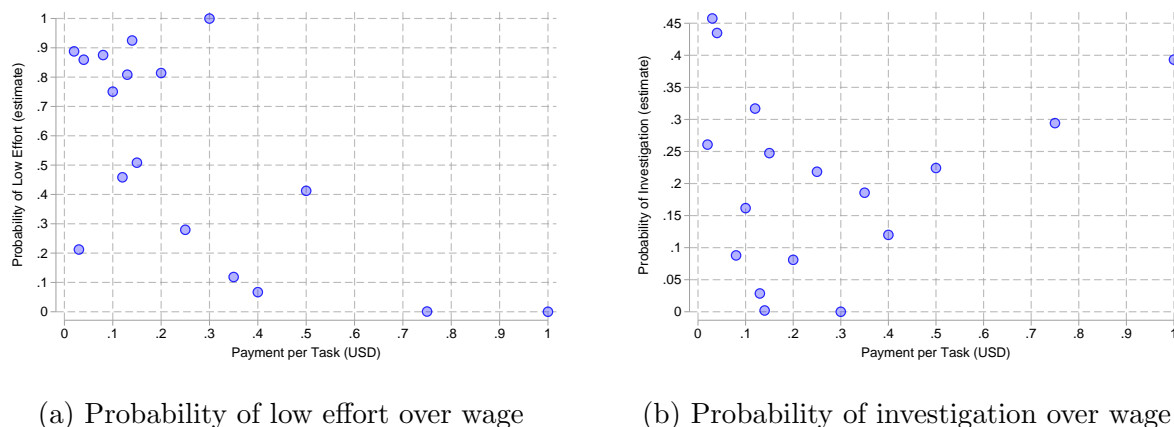 1
.9
.8
.7
.6
.5
.4
.3
.2
.1
0
Probability of Low Effort (estimate)
0 .1 .2 .3 .4 .5 .6 .7 .8 .9 1
Payment per Task (USD)
(a) Probability of low effort over wage
.45
.4
.35
.3
.25
.2
.15
.1
.05
0
Probability of Investigation (estimate)
0 .1 .2 .3 .4 .5 .6 .7 .8 .9 1
Payment per Task (USD)
(b) Probability of investigation over wage